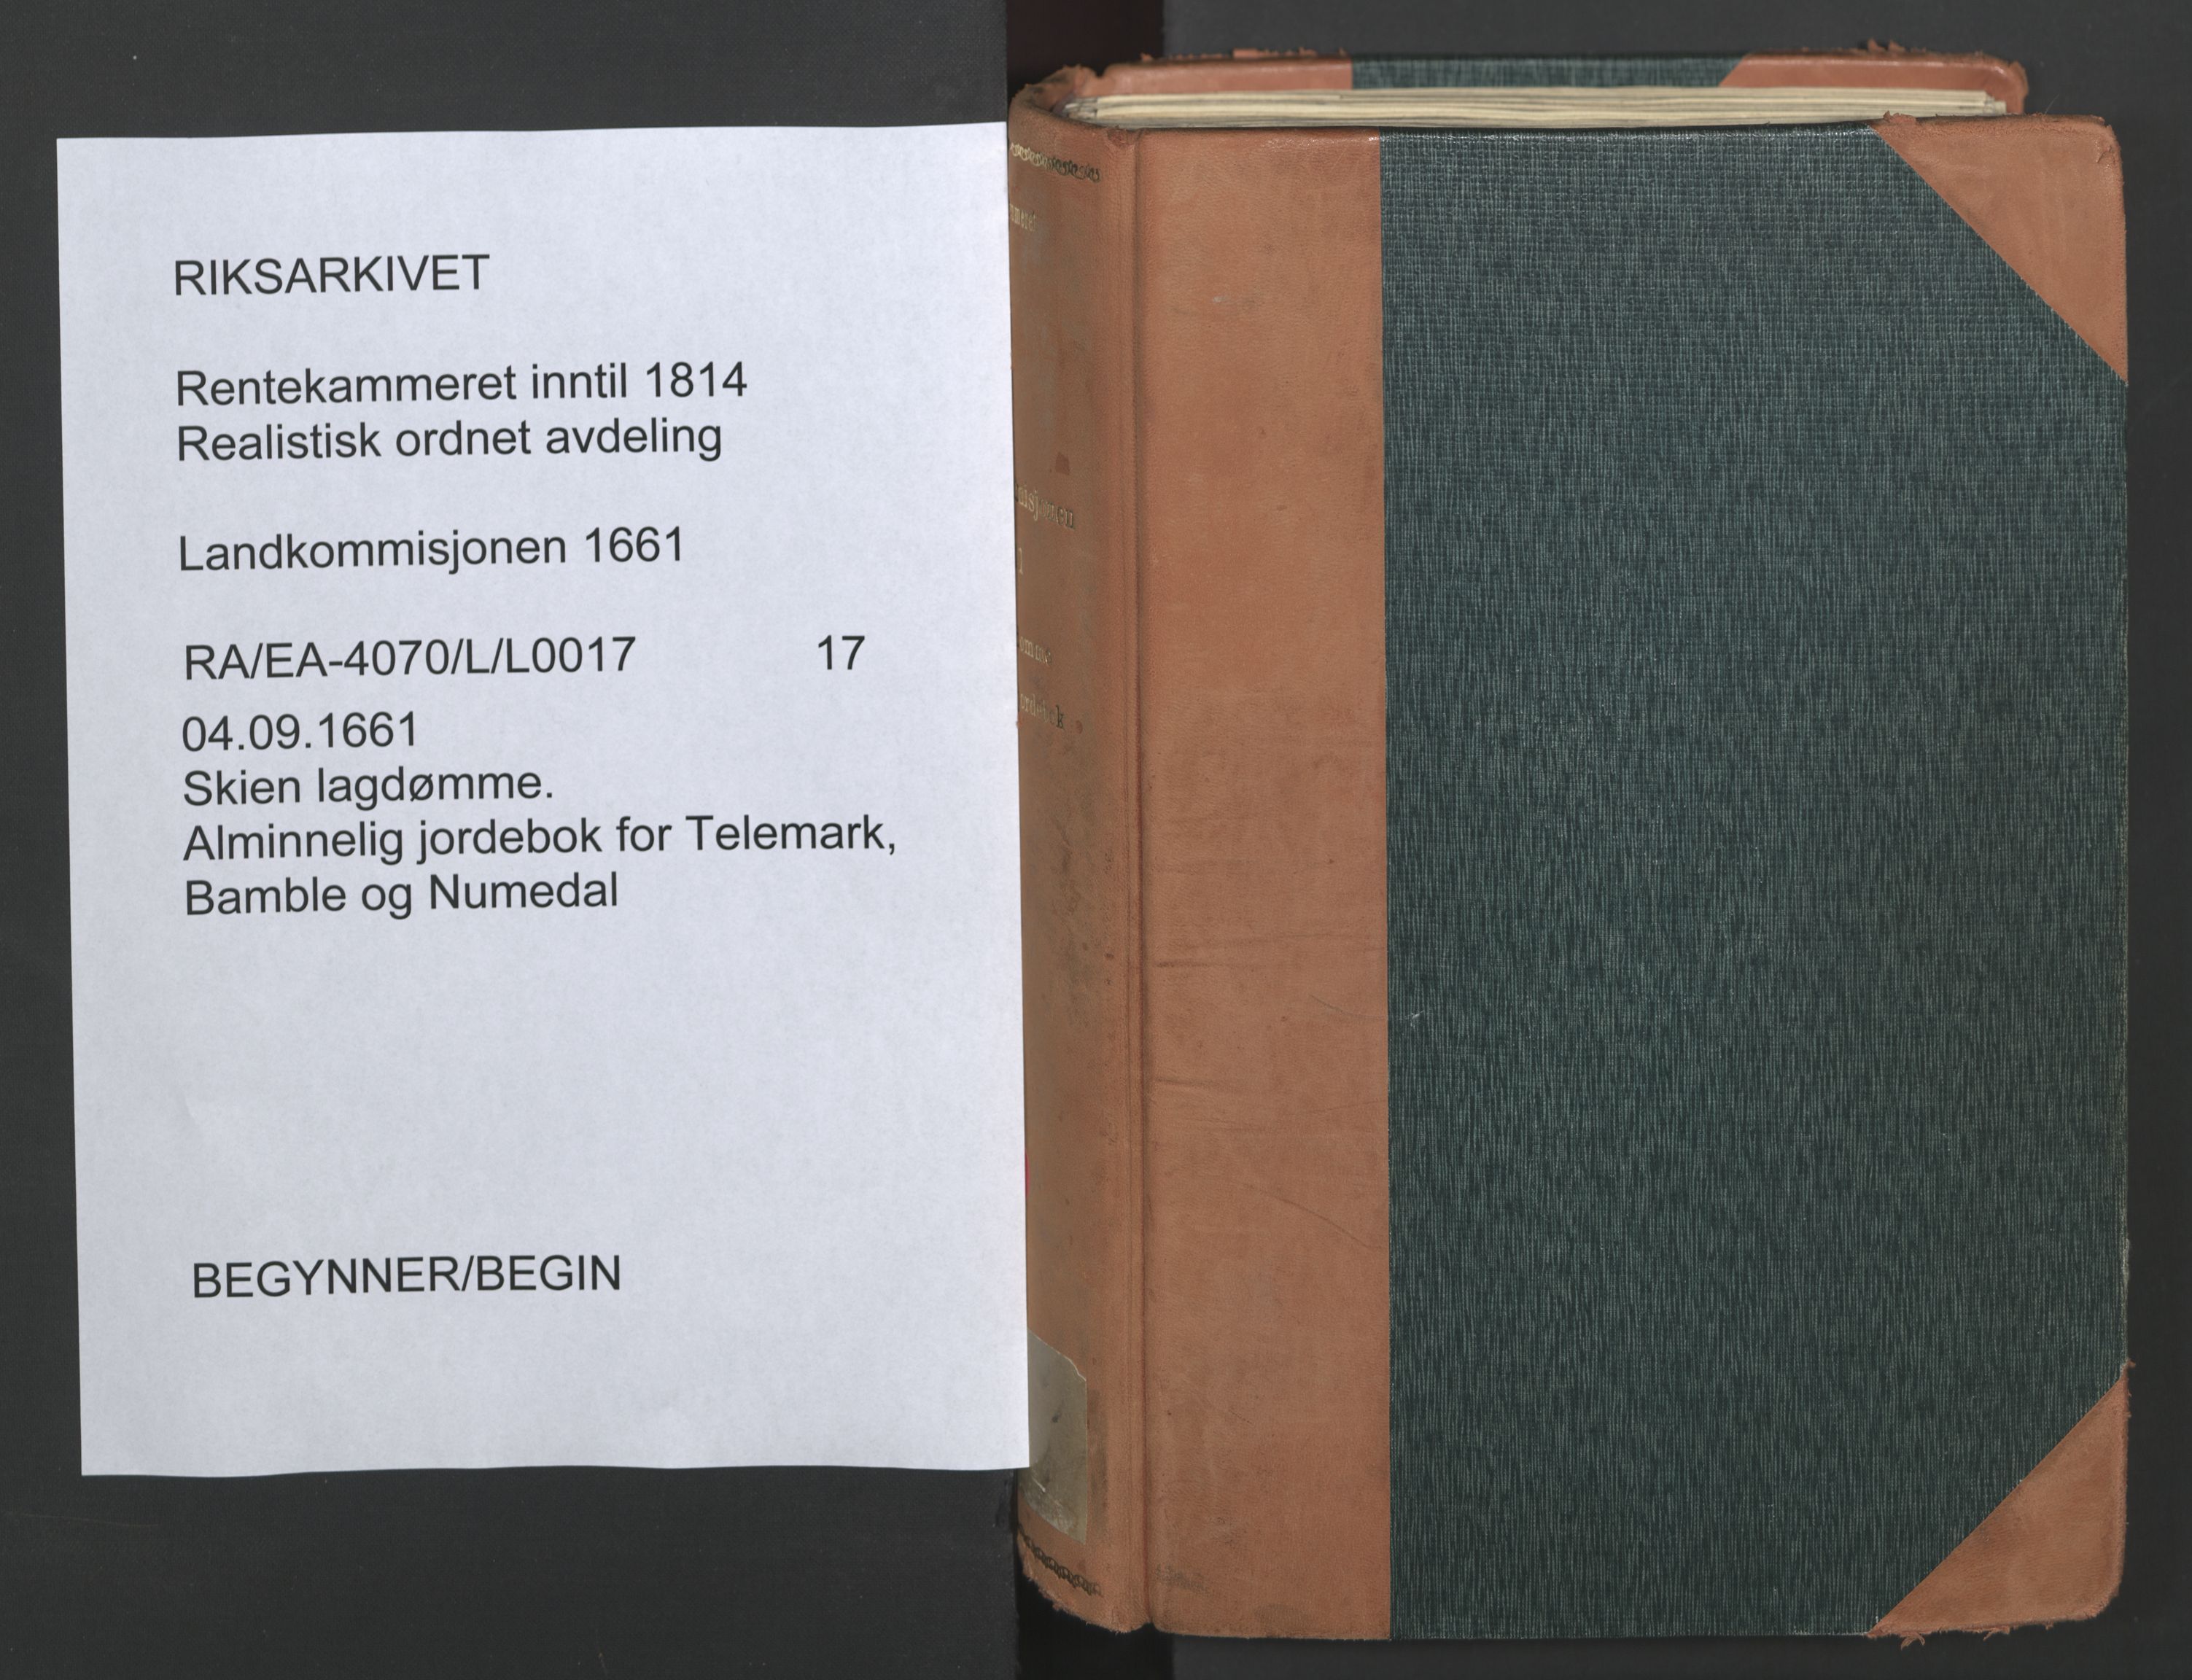 RIKSARKIVET
Rentekammeret inntil 1814
Realistisk ordnet avdeling
Landkommisjonen 1661
RA/EA-4070/L/L0017 17
04.09.1661
Skien lagdømme.
Alminnelig jordebok for Telemark,
Bamble og Numedal
BEGYNNER/BEGIN